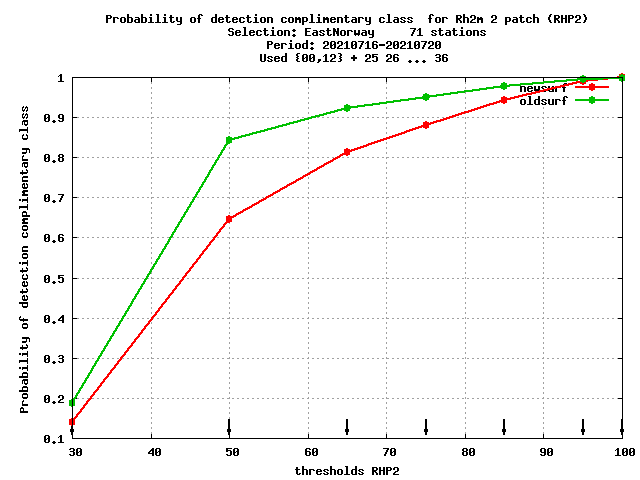 Probability of detection complimentary class  for Rh2m 2 patch (RHP2)
Selection: EastNorway     71 stations
Period: 20210716-20210720
Used {00,12} + 25 26 ... 36
Probability of detection complimentary class
1
0.9
0.8
0.7
0.6
0.5
0.4
0.3
0.2
0.1
newsurf
oldsurf
30 40 50 60 70 80 90 100
thresholds RHP2